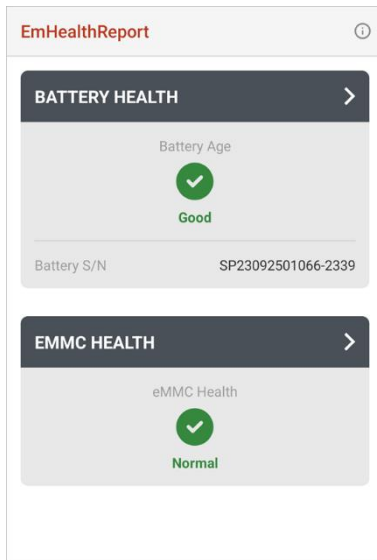 EmHealthReport
BATTERY HEALTH
Battery Age
Good
Battery S/N SP23092501066-2339
EMMC HEALTH
eMMC Health
Normal